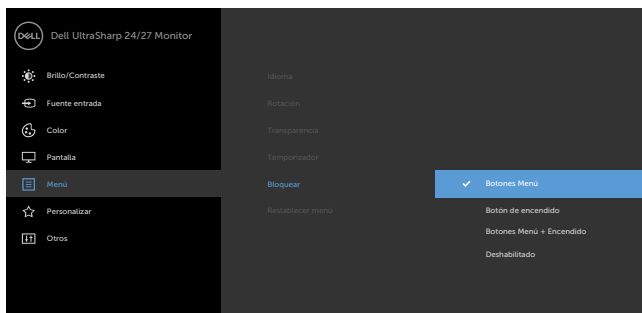 DELL
Dell UltraSharp 24/27 Monitor
Brillo/Contraste
Fuente entrada
Color
Pantalla
Menú
Personalizar
Otros
Idioma
Rotación
Transparencia
Temporizador
Bloquear
Restablecer menú
Botones Menú
Botón de encendido
Botones Menú + Encendido
Deshabilitado